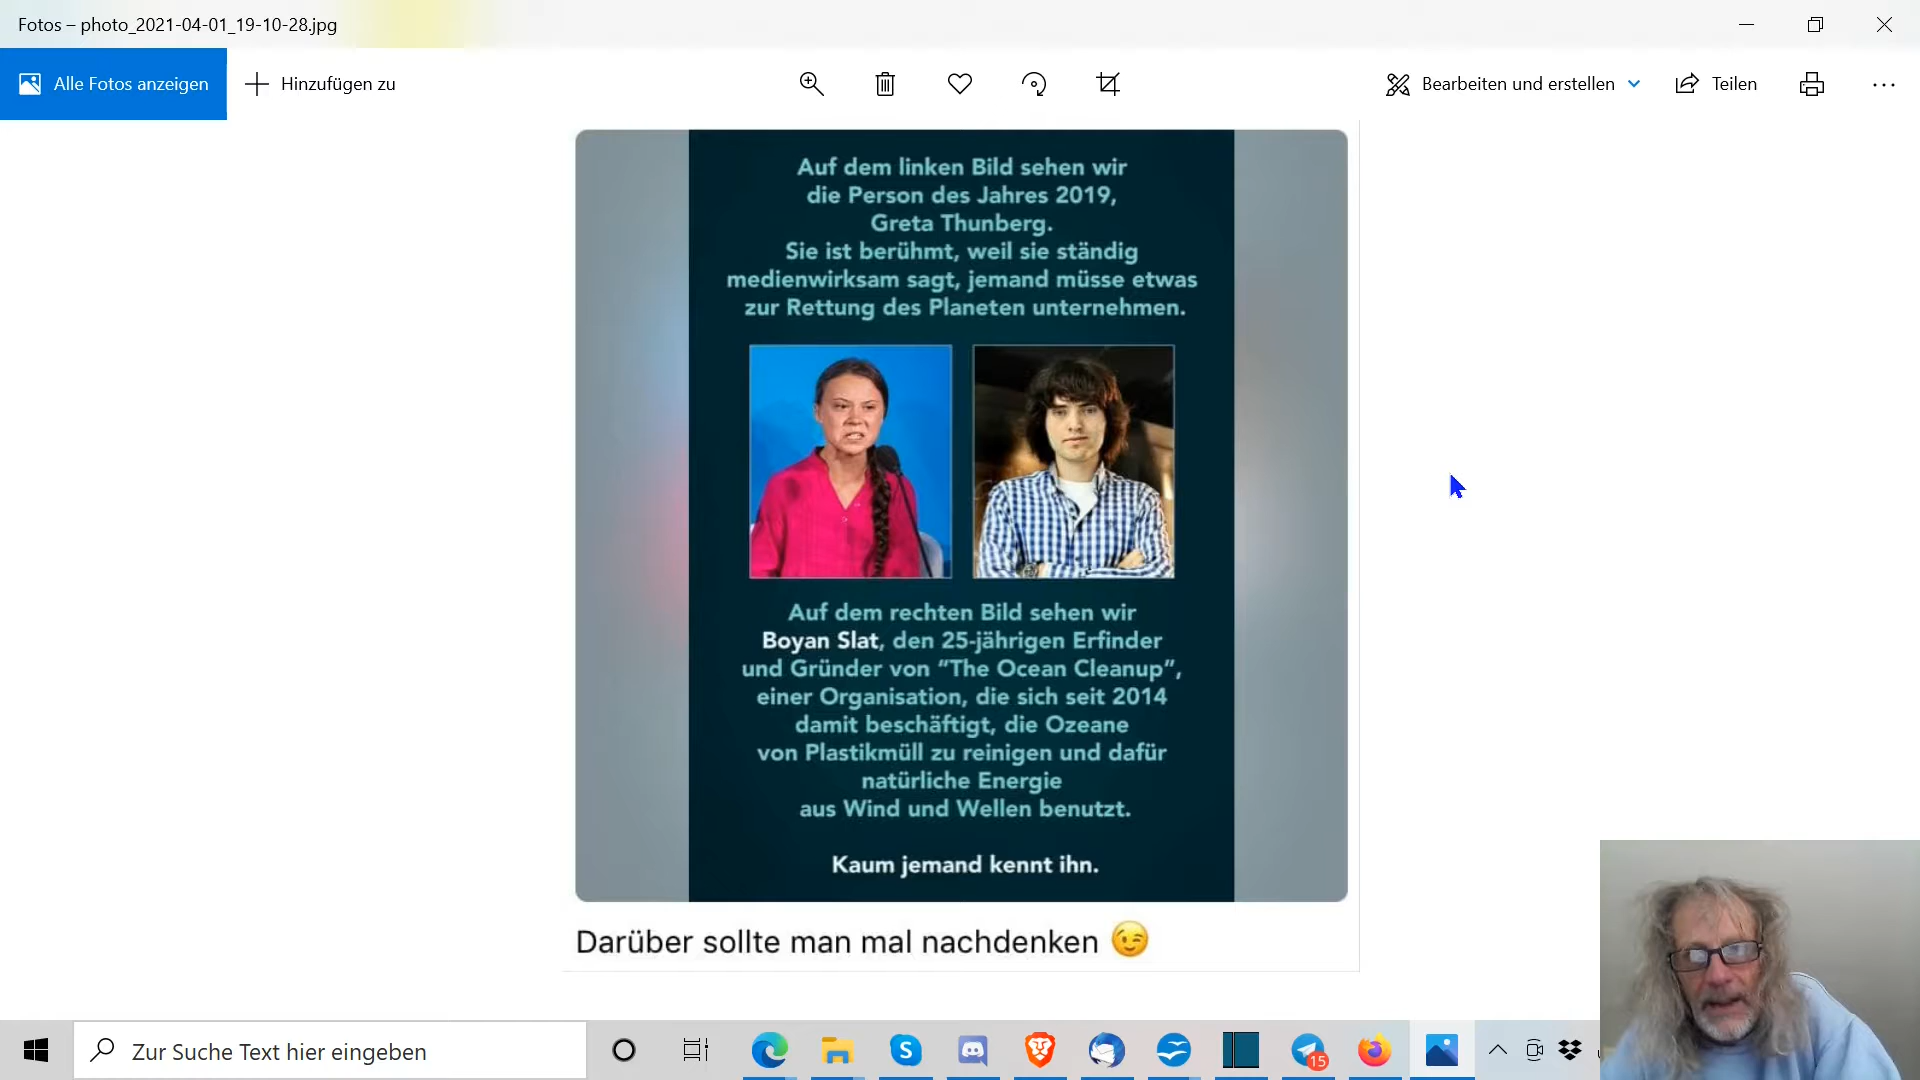 Fotos – photo_2021-04-01_19-10-28.jpg
Alle Fotos anzeigen
Hinzufügen zu
Bearbeiten und erstellen
Teilen
Auf dem linken Bild sehen wir
die Person des Jahres 2019,
Greta Thunberg.
Sie ist berühmt, weil sie ständig
medienwirksam sagt, jemand müsse etwas
zur Rettung des Planeten unternehmen.
Auf dem rechten Bild sehen wir
Boyan Slat, den 25-jährigen Erfinder
und Gründer von “The Ocean Cleanup”,
einer Organisation, die sich seit 2014
damit beschäftigt, die Ozeane
von Plastikmüll zu reinigen und dafür
natürliche Energie
aus Wind und Wellen benutzt.
Kaum jemand kennt ihn.
Darüber sollte man mal nachdenken 😉
Zur Suche Text hier eingeben
15